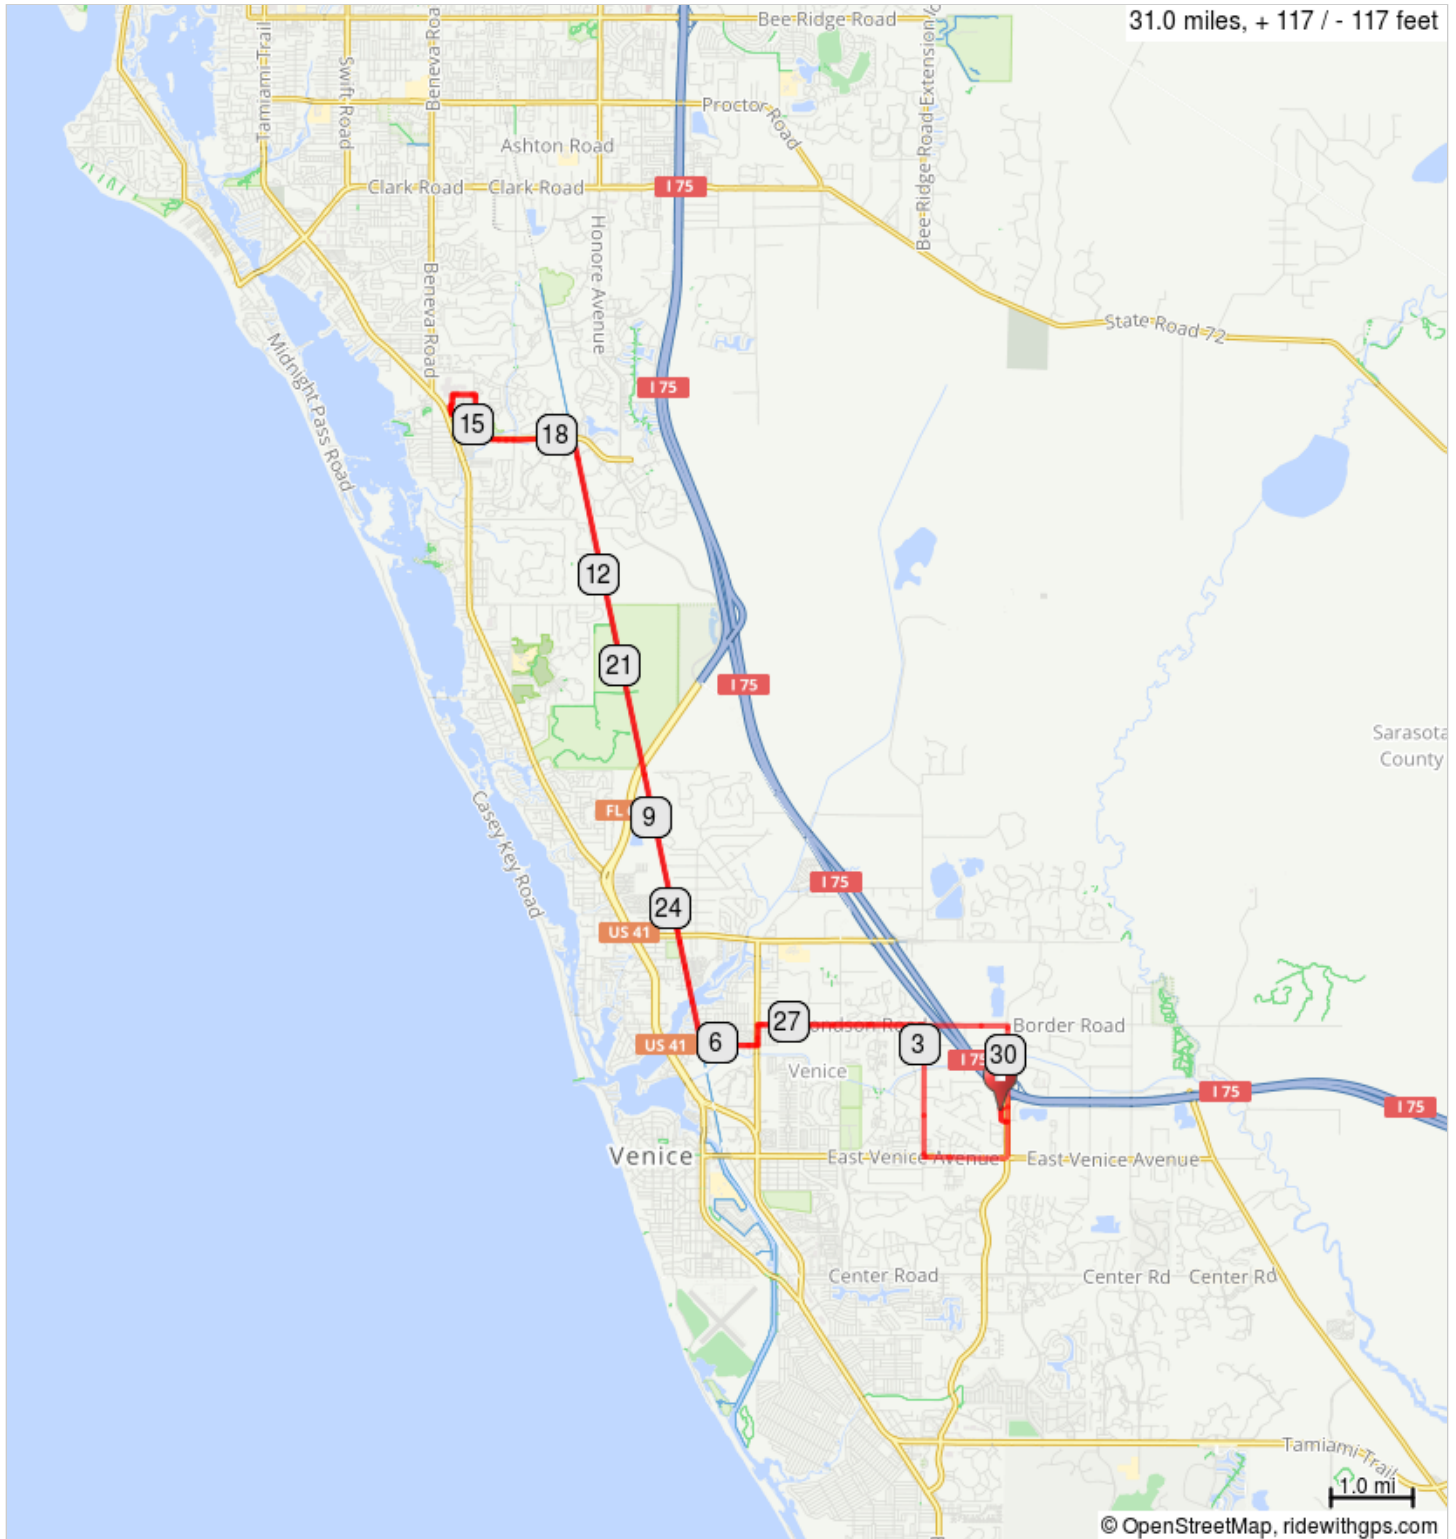 31.0 miles, + 117 / - 117 feet
Bee Ridge Road
Tamiami Trail
Swift Road
Beneva Roa
Bee Ridge Road Extension
Proctor Road
Ashton Road
Clark Road
Clark Road
I 75
Honore Avenue
Beneva Road
State Road 72
Midnight Pass Road
I 75
15
18
12
21
I 75
Sarasota
County
Casey Key Road
FL
9
I 75
24
US 41
27
ondson Road
Border Road
US 41
6
3
I 75
30
Venice
I 75
I 75
Venice
East Venice Avenue
East Venice Avenue
Center Road
Center Rd
Center Rd
Tamiami Trail
1.0 mi
© OpenStreetMap, ridewithgps.com